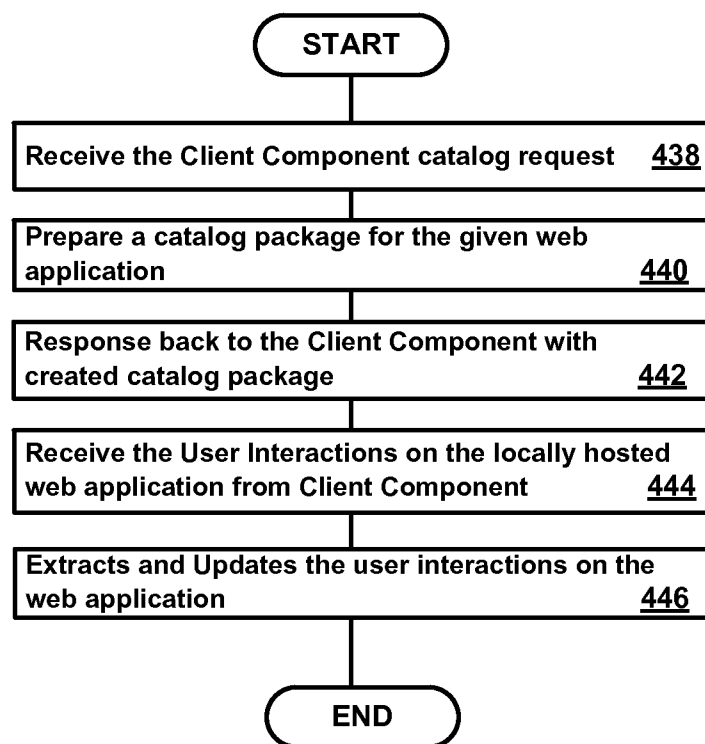 START
Receive the Client Component catalog request 438
Prepare a catalog package for the given web
application 440
Response back to the Client Component with
created catalog package 442
Receive the User Interactions on the locally hosted
web application from Client Component 444
Extracts and Updates the user interactions on the
web application 446
END